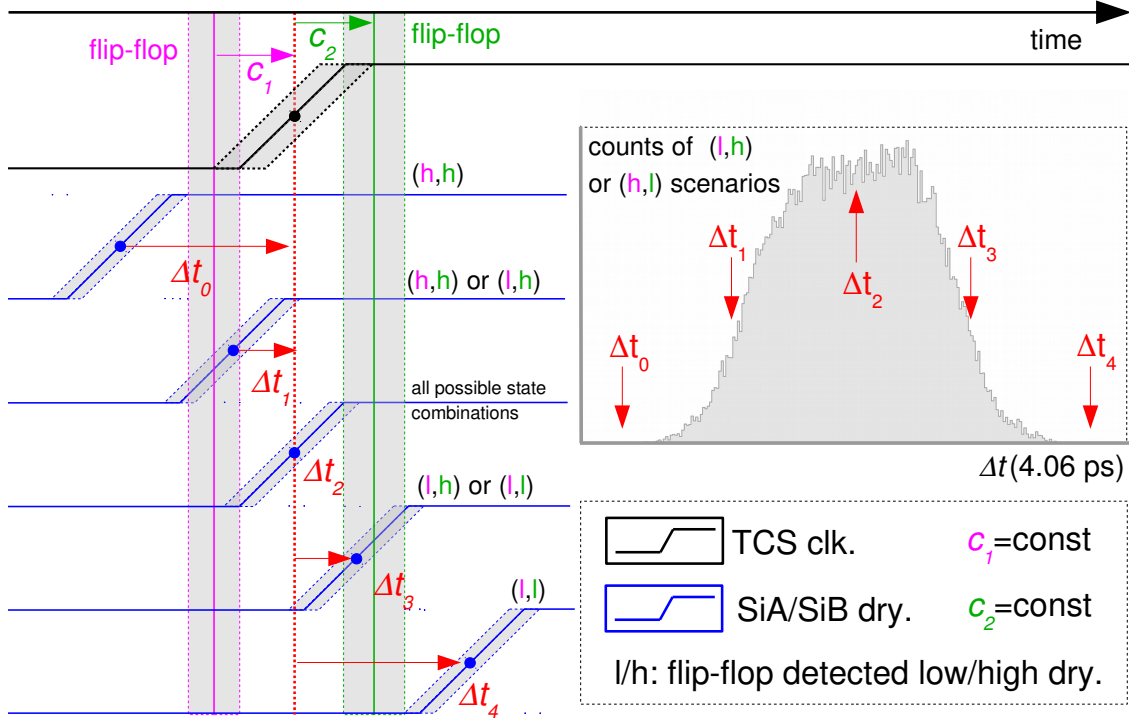 time
flip-flop
c₂
flip-flop
c₁
(h,h)
Δt₀
(h,h) or (l,h)
Δt₁
all possible state
combinations
Δt₂
(l,h) or (l,l)
Δt₃
(l,l)
Δt₄
counts of (l,h)
or (h,l) scenarios
Δt₁
Δt₃
Δt₂
Δt₀
Δt₄
Δt(4.06 ps)
TCS clk.
c₁=const
SiA/SiB dry.
c₂=const
l/h: flip-flop detected low/high dry.